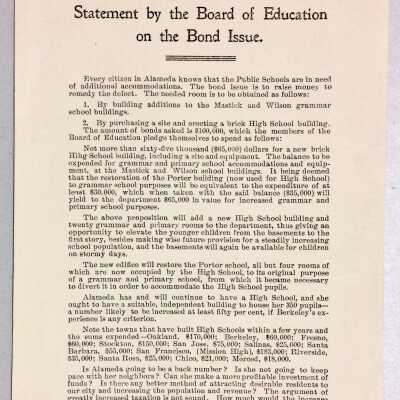 Statement by the Board of Education
on the Bond Issue.
Every citizen in Alameda knows that the Public Schools are in need
of additional accommodations. The bond issue is to raise money to
remedy the defect. The needed room is to be obtained as follows:
1. By building additions to the Mastick and Wilson grammar
school buildings.
2. By purchasing a site and erecting a brick High School building.
The amount of bonds asked is $100,000, which the members of the
Board of Education pledge themselves to spend as follows:
Not more than sixty-five thousand ($65,000) dollars for a new brick
High School building, including a site and equipment. The balance to be
expended for grammar and primary school accommodations and equip-
ment, at the Mastick and Wilson school buildings. It being deemed
that the restoration of the Porter building (now used for High School)
to grammar school purposes will be equivalent to the expenditure of at
least $30,000, which when taken with the said balance ($35,000) will
yield to the department $65,000 in value for increased grammar and
primary school purposes.
The above proposition will add a new High School building and
twenty grammar and primary rooms to the department, thus giving an
opportunity to elevate the younger children from the basements to the
first story, besides making wise future provision for a steadily increasing
school population, and the basements will again be available for children
on stormy days.
The new edifice will restore the Porter school, all but four rooms of
which are now occupied by the High School, to its original purpose
of a grammar and primary school, from which it became necessary
to divert it in order to accommodate the High School pupils.
Alameda has and will continue to have a High School, and she
ought to have a suitable, independent building to house her 350 pupils—
a number likely to be increased at least fifty per cent, if Berkeley's ex-
perience is any criterion.
Note the towns that have built High Schools within a few years and
the sums expended—Oakland, $170,000; Berkeley, $60,000, Fresno,
$60,000; Stockton, $150,000; San Jose, $75,000; Salinas, $25,000; Santa
Barbara, $55,000; San Francisco, (Mission High), $183,000; Riverside,
$35,000; Santa Rosa, $25,000; Chico, $21,000; Merced, $18,000.
Is Alameda going to be a back number? Is she not going to keep
pace with her neighbors? Can she make a more profitable investment of
funds? Is there any better method of attracting desirable residents to
our city and increasing the population and revenue? The argument of
greatly increased taxation is not sound. How much would the increase